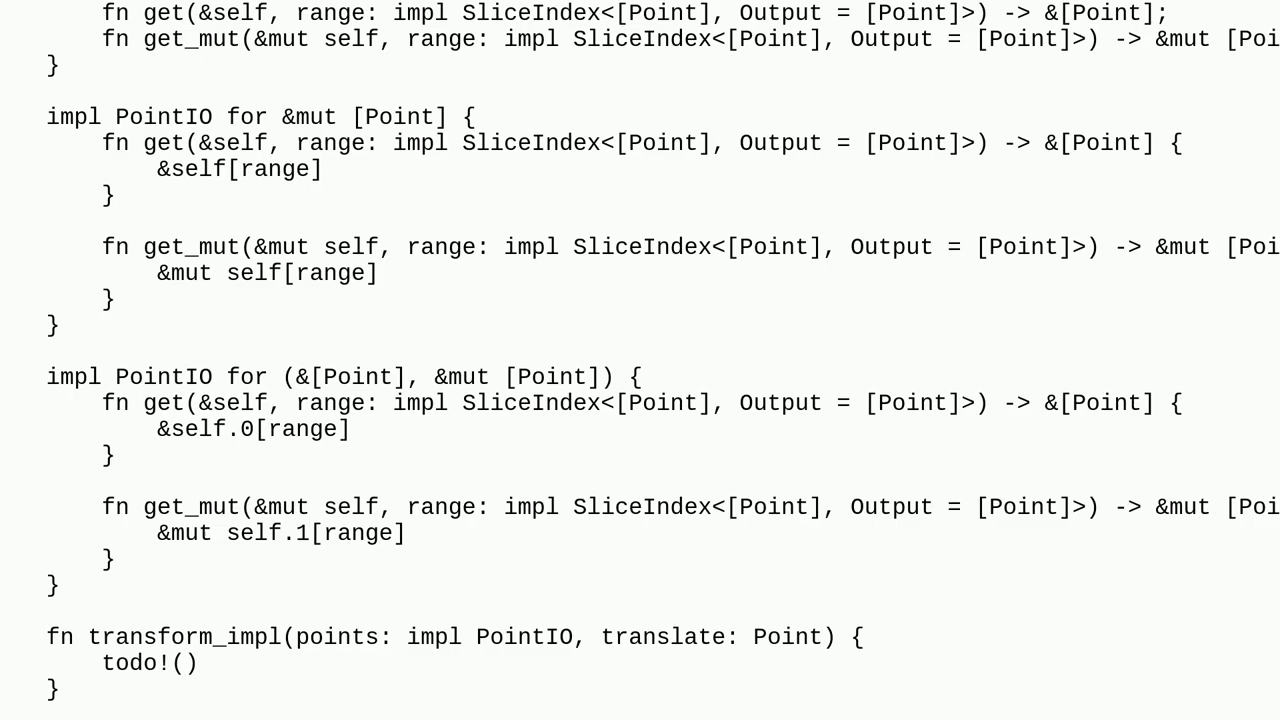 fn get(&self, range: impl SliceIndex<[Point], Output = [Point]>) -> &[Point];
    fn get_mut(&mut self, range: impl SliceIndex<[Point], Output = [Point]>) -> &mut [Poi
}

impl PointIO for &mut [Point] {
    fn get(&self, range: impl SliceIndex<[Point], Output = [Point]>) -> &[Point] {
        &self[range]
    }

    fn get_mut(&mut self, range: impl SliceIndex<[Point], Output = [Point]>) -> &mut [Poi
        &mut self[range]
    }
}

impl PointIO for (&[Point], &mut [Point]) {
    fn get(&self, range: impl SliceIndex<[Point], Output = [Point]>) -> &[Point] {
        &self.0[range]
    }

    fn get_mut(&mut self, range: impl SliceIndex<[Point], Output = [Point]>) -> &mut [Poi
        &mut self.1[range]
    }
}

fn transform_impl(points: impl PointIO, translate: Point) {
    todo!()
}